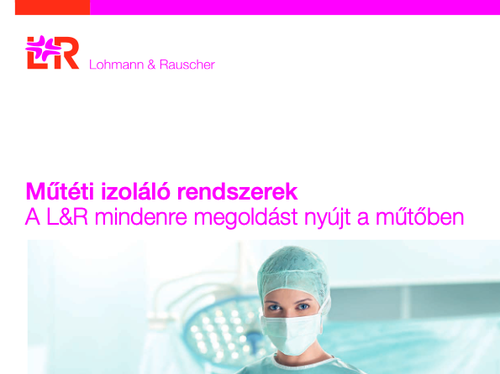 L&R Lohmann & Rauscher
Műtéti izoláló rendszerek
A L&R mindenre megoldást nyújt a műtőben